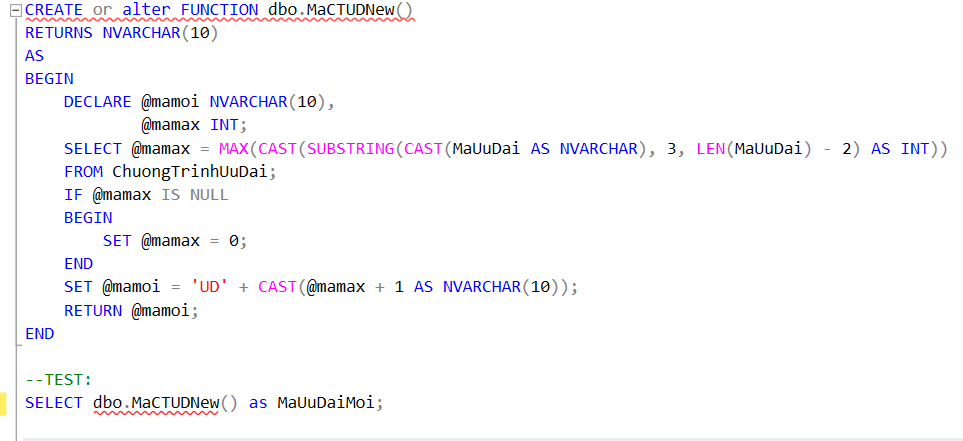 CREATE or alter FUNCTION dbo.MaCTUDNew()
RETURNS NVARCHAR(10)
AS
BEGIN
    DECLARE @mamoi NVARCHAR(10),
            @mamax INT;
    SELECT @mamax = MAX(CAST(SUBSTRING(CAST(MaUuDai AS NVARCHAR), 3, LEN(MaUuDai) - 2) AS INT))
    FROM ChuongTrinhUuDai;
    IF @mamax IS NULL
    BEGIN
        SET @mamax = 0;
    END
    SET @mamoi = 'UD' + CAST(@mamax + 1 AS NVARCHAR(10));
    RETURN @mamoi;
END
--TEST:
SELECT dbo.MaCTUDNew() as MaUuDaiMoi;